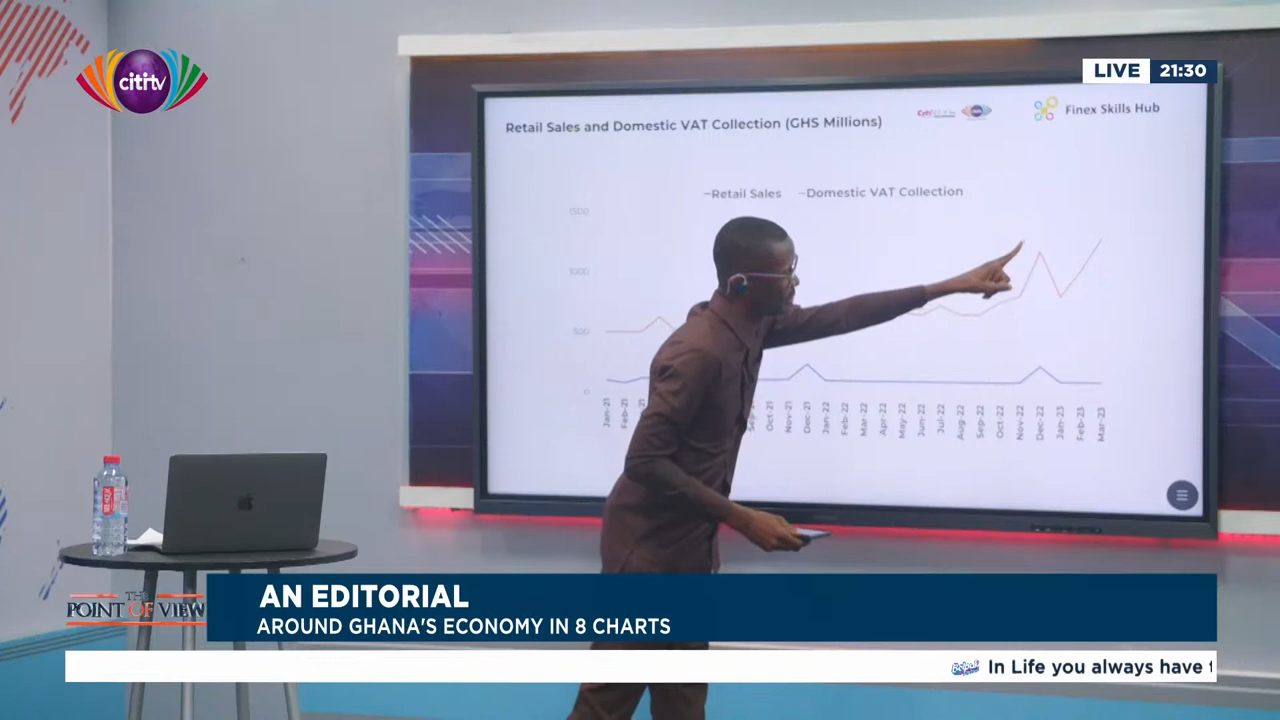 citi tv
LIVE 21:30
Retail Sales and Domestic VAT Collection (GHS Millions)
Finex Skills Hub
Retail Sales Domestic VAT Collection
1500
1000
500
0
Jan-21
Feb-21
Oct-21
Nov-21
Dec-21
Jan-22
Feb-22
Mar-22
Apr-22
May-22
Jun-22
Jul-22
Aug-22
Sep-22
Oct-22
Nov-22
Dec-22
Jan-23
Feb-23
Mar-23
THE
POINT OF VIEW
AN EDITORIAL
AROUND GHANA'S ECONOMY IN 8 CHARTS
In Life you always have